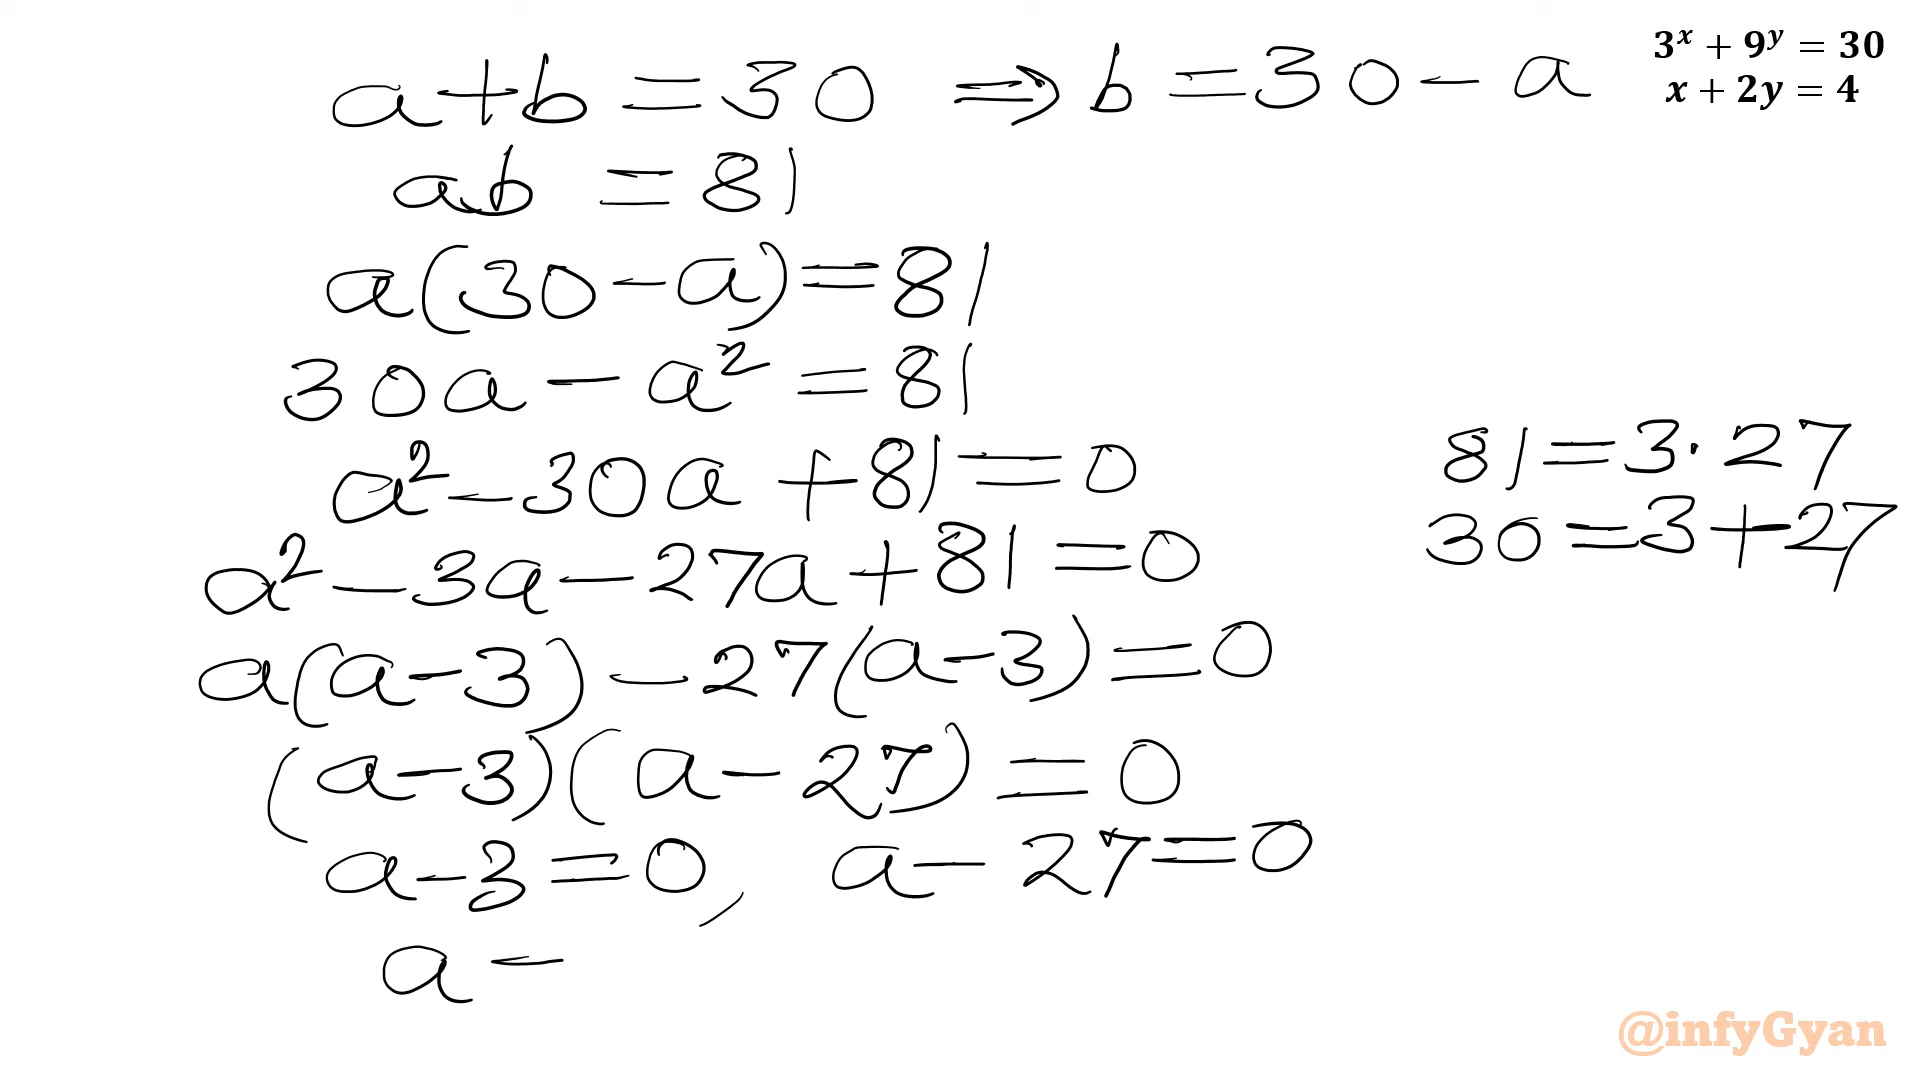 a+b = 30 ⇒ b = 30 - a
3^x + 9^y = 30
x + 2y = 4
ab = 81
a(30-a) = 81
30a - a² = 81
a² - 30a + 81 = 0
81 = 3·27
30 = 3+27
a² - 3a - 27a + 81 = 0
a(a-3) - 27(a-3) = 0
(a-3)(a-27) = 0
a-3 = 0, a-27 = 0
a -
@infyGyan